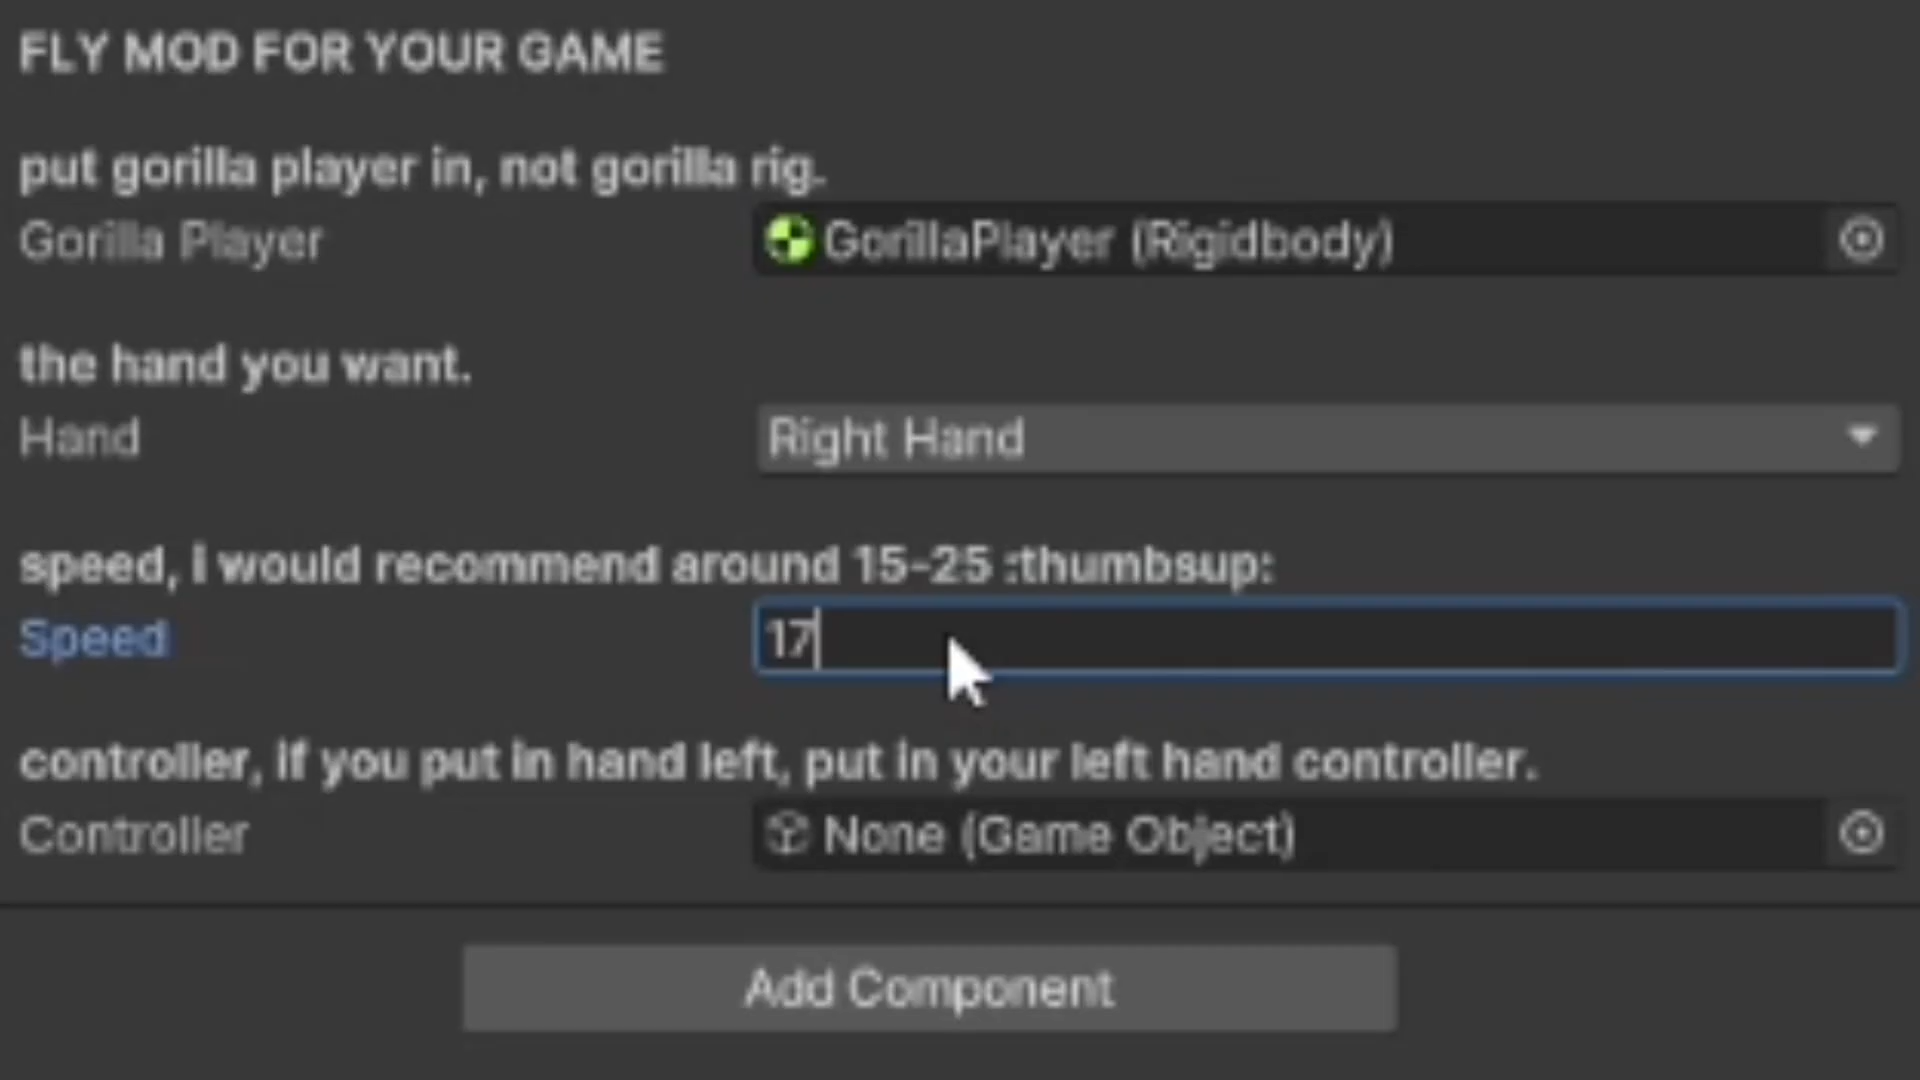 FLY MOD FOR YOUR GAME
put gorilla player in, not gorilla rig.
Gorilla Player GorillaPlayer (Rigidbody)
the hand you want.
Hand Right Hand
speed, i would recommend around 15-25 :thumbsup:
Speed 17
controller, if you put in hand left, put in your left hand controller.
Controller None (Game Object)
Add Component